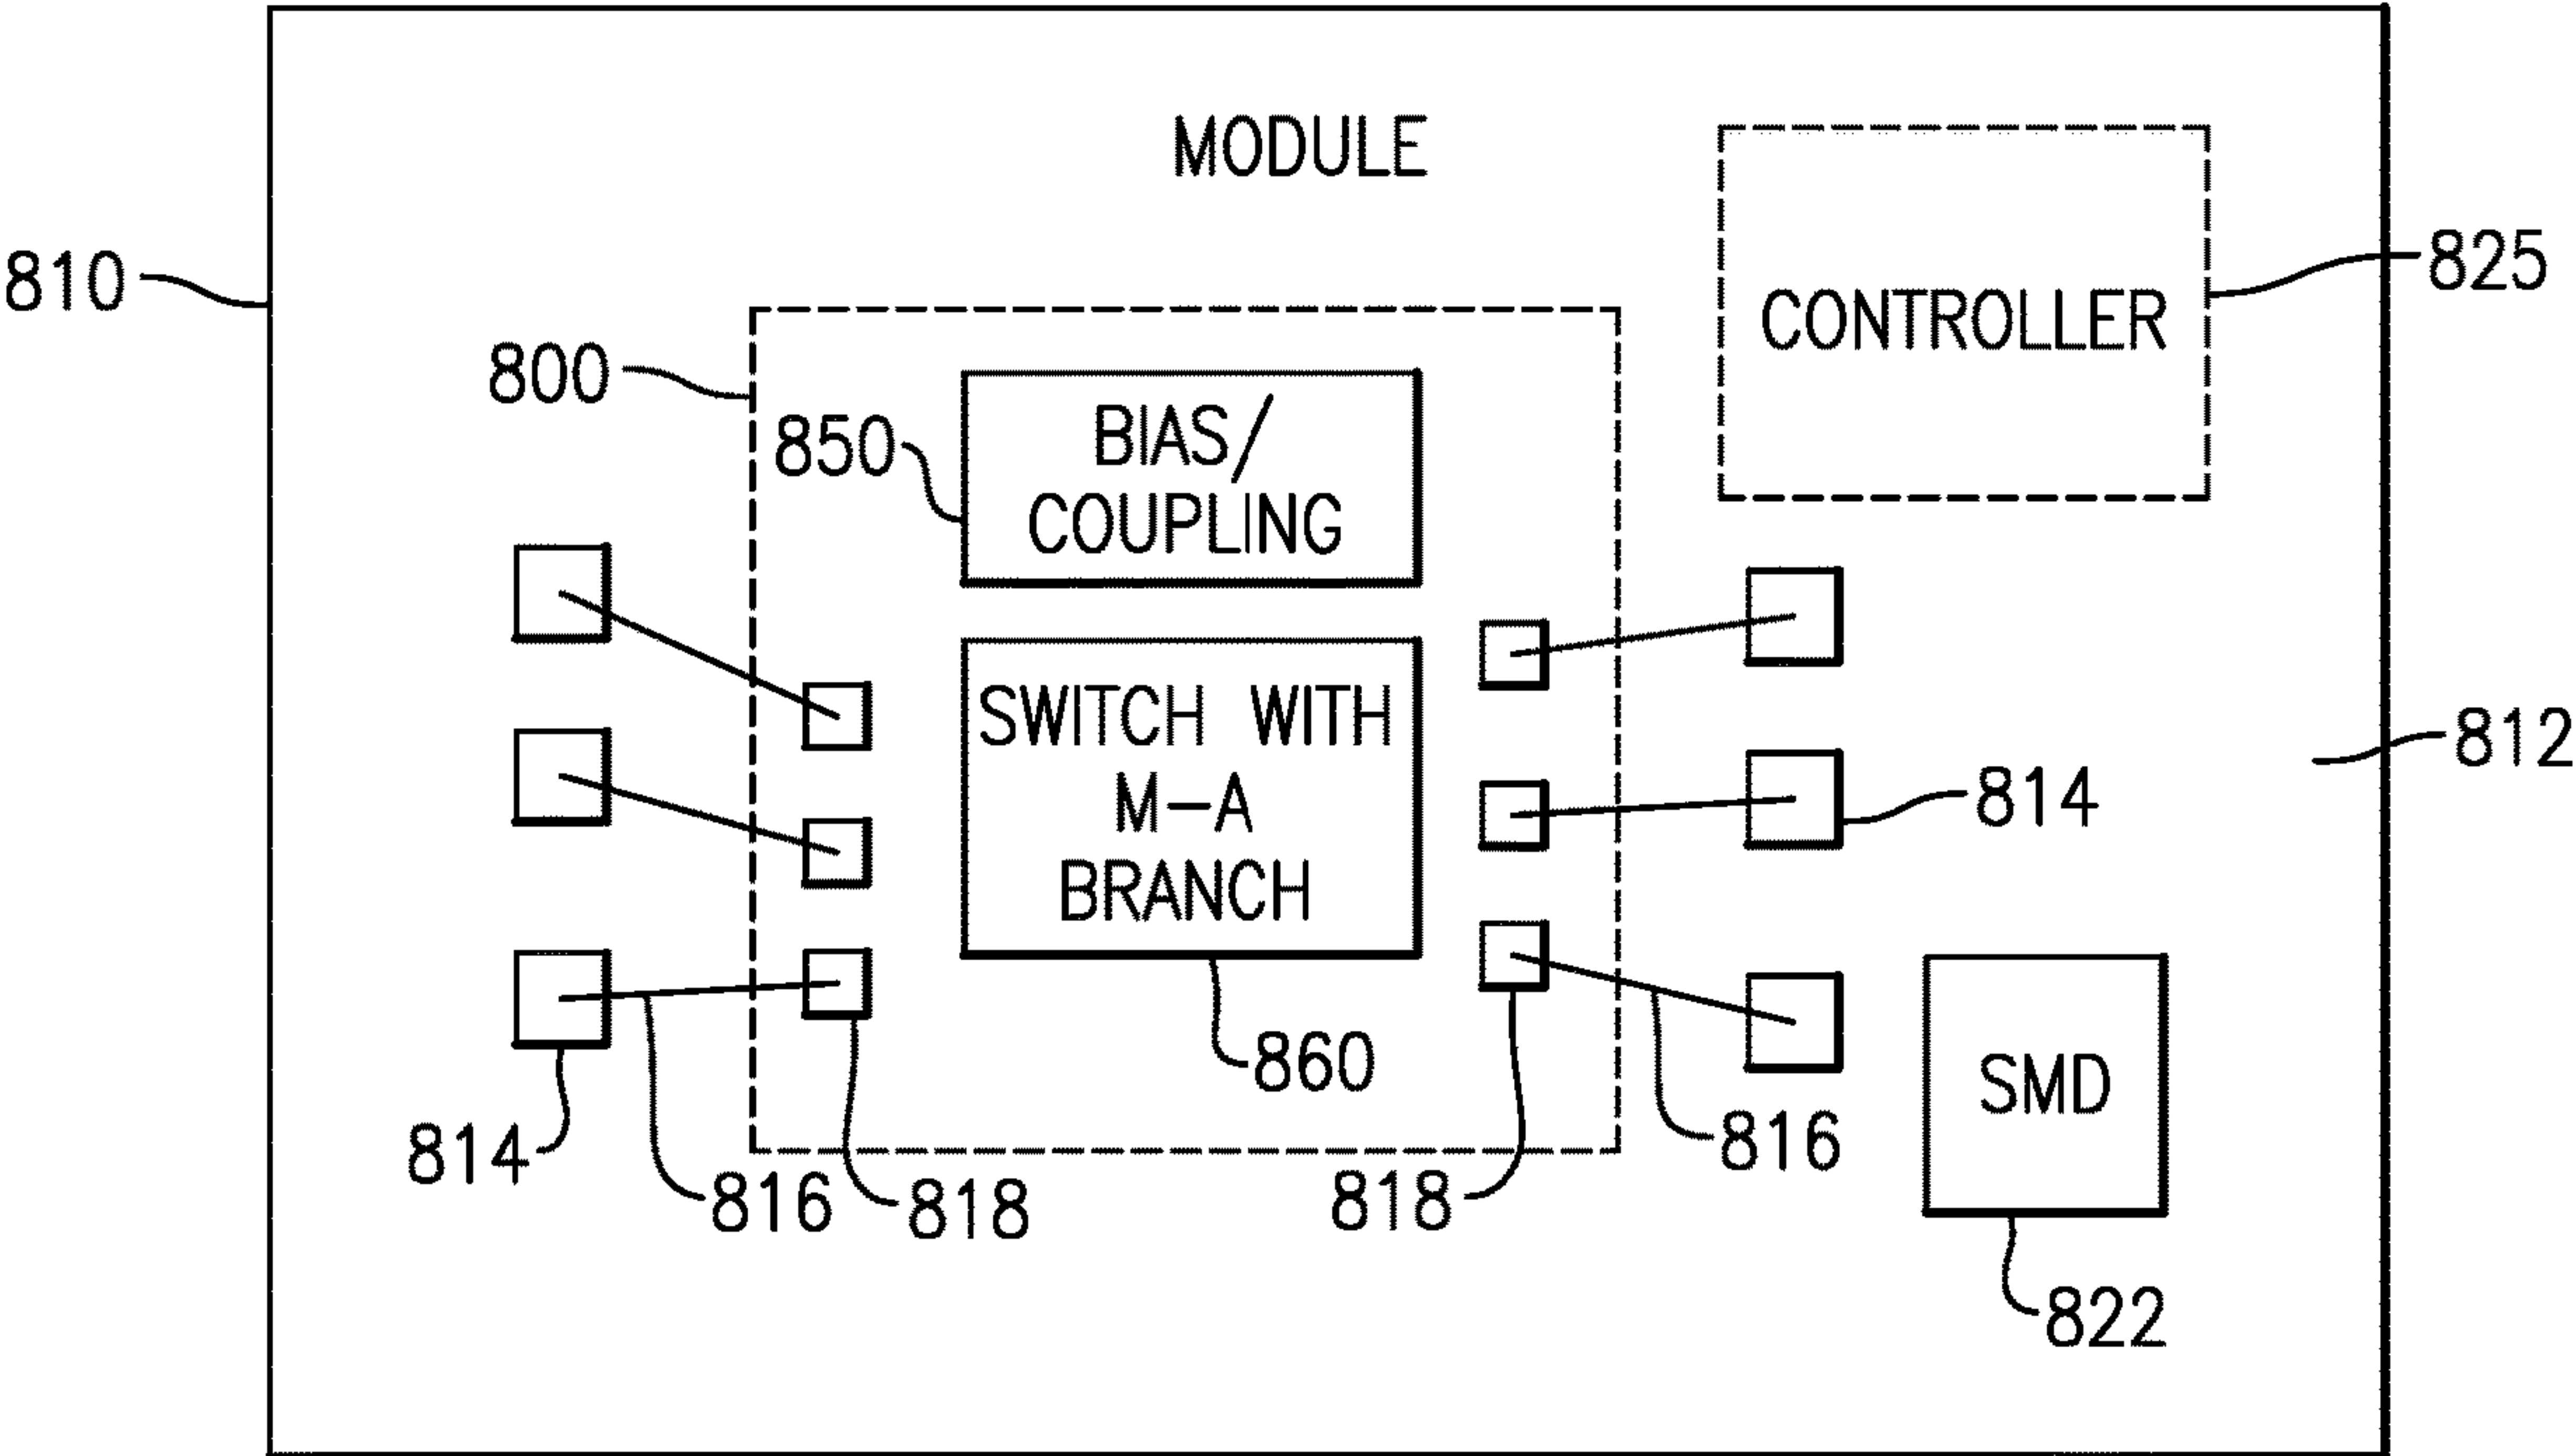 MODULE
810
825
CONTROLLER
800
850
BIAS/
COUPLING
SWITCH WITH
M-A
BRANCH
812
814
860
SMD
814
816
818
818
816
822